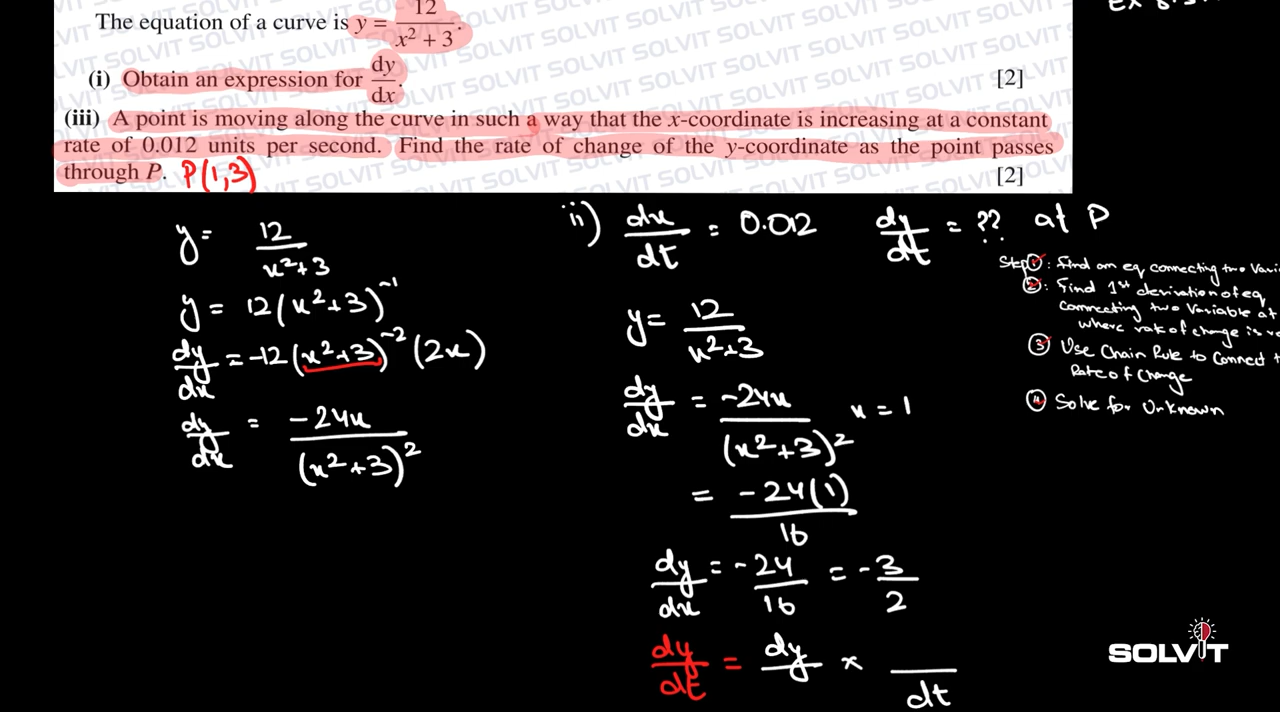 The equation of a curve is y = 12/(x² + 3).
(i) Obtain an expression for dy/dx. [2]
(iii) A point is moving along the curve in such a way that the x-coordinate is increasing at a constant
rate of 0.012 units per second. Find the rate of change of the y-coordinate as the point passes
through P. P(1,3) [2]
y = 12/(x²+3)
y = 12(x²+3)⁻¹
dy/dx = -12(x²+3)⁻²(2x)
dy/dx = -24x/(x²+3)²
ii) dx/dt = 0.012 dy/dt = ?? at P
y = 12/(x²+3)
dy/dx = -24x/(x²+3)² x = 1
= -24(1)/16
dy/dx = -24/16 = -3/2
dy/dt = dy/ × /dt
Step ①: Find an eq connecting two Vari
②: Find 1st derivation of eq
Connecting two Variable at
where rate of change is
③ Use Chain Rule to Connect
Rate of Change
④ Solve for Unknown
SOLVIT